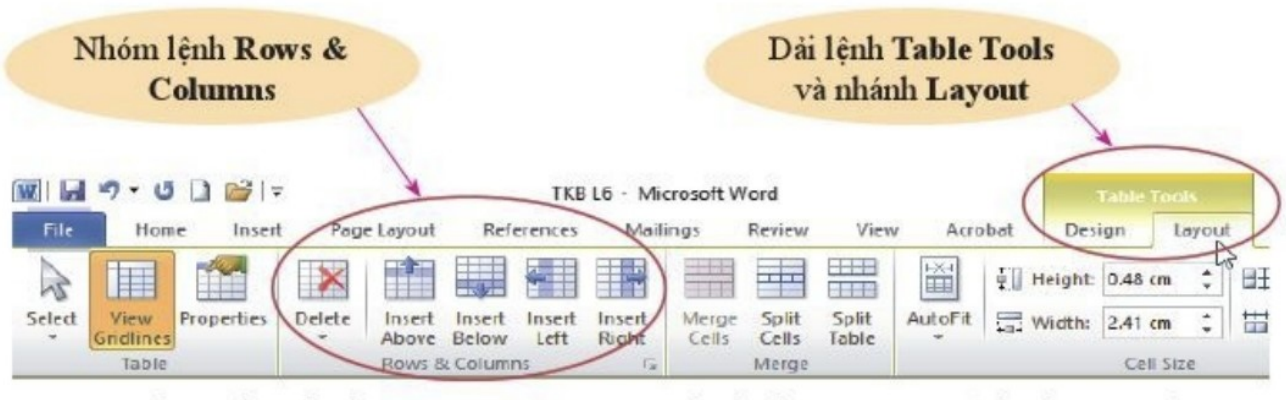 Nhóm lệnh Rows &
Columns
Dải lệnh Table Tools
và nhánh Layout
TKB L6 - Microsoft Word
Table Tools
File Home Insert Page Layout References Mailings Review View Acrobat Design Layout
Select View Gridlines Properties Delete Insert Above Insert Below Insert Left Insert Right Merge Cells Split Cells Split Table AutoFit
Height: 0.48 cm
Width: 2.41 cm
Table Rows & Columns Merge Cell Size